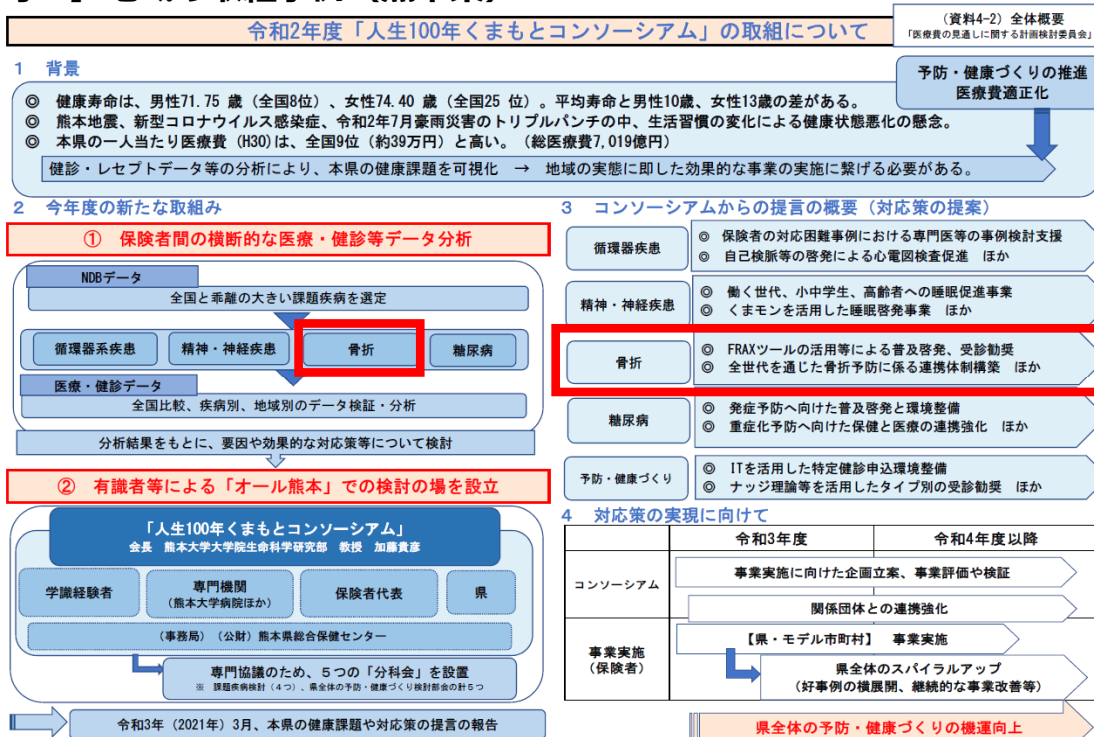 令和2年度「人生100年くまもとコンソーシアム」の取組について
（資料4-2）全体概要
「医療費の見通しに関する計画検討委員会」
1 背景
予防・健康づくりの推進
医療費適正化
◎ 健康寿命は、男性71.75 歳（全国8位）、女性74.40 歳（全国25 位）。平均寿命と男性10歳、女性13歳の差がある。
◎ 熊本地震、新型コロナウイルス感染症、令和2年7月豪雨災害のトリプルパンチの中、生活習慣の変化による健康状態悪化の懸念。
◎ 本県の一人当たり医療費（H30）は、全国9位（約39万円）と高い。（総医療費7,019億円）
健診・レセプトデータ等の分析により、本県の健康課題を可視化 → 地域の実態に即した効果的な事業の実施に繋げる必要がある。
2 今年度の新たな取組み
① 保険者間の横断的な医療・健診等データ分析
NDBデータ
全国と乖離の大きい課題疾病を選定
循環器系疾患
精神・神経疾患
骨折
糖尿病
医療・健診データ
全国比較、疾病別、地域別のデータ検証・分析
分析結果をもとに、要因や効果的な対応策等について検討
② 有識者等による「オール熊本」での検討の場を設立
「人生100年くまもとコンソーシアム」
会長 熊本大学大学院生命科学研究部 教授 加藤貴彦
学識経験者
専門機関
（熊本大学病院ほか）
保険者代表
県
（事務局）（公財）熊本県総合保健センター
専門協議のため、５つの「分科会」を設置
※ 課題疾病検討（４つ）、県全体の予防・健康づくり検討部会の計５つ
令和3年（2021年）3月、本県の健康課題や対応策の提言の報告
3 コンソーシアムからの提言の概要（対応策の提案）
循環器疾患
◎ 保険者の対応困難事例における専門医等の事例検討支援
◎ 自己検脈等の啓発による心電図検査促進 ほか
精神・神経疾患
◎ 働く世代、小中学生、高齢者への睡眠促進事業
◎ くまモンを活用した睡眠啓発事業 ほか
骨折
◎ FRAXツールの活用等による普及啓発、受診勧奨
◎ 全世代を通じた骨折予防に係る連携体制構築 ほか
糖尿病
◎ 発症予防へ向けた普及啓発と環境整備
◎ 重症化予防へ向けた保健と医療の連携強化 ほか
予防・健康づくり
◎ ITを活用した特定健診申込環境整備
◎ ナッジ理論等を活用したタイプ別の受診勧奨 ほか
4 対応策の実現に向けて
令和3年度
令和4年度以降
コンソーシアム
事業実施に向けた企画立案、事業評価や検証
関係団体との連携強化
事業実施
（保険者）
【県・モデル市町村】 事業実施
県全体のスパイラルアップ
（好事例の横展開、継続的な事業改善等）
県全体の予防・健康づくりの機運向上